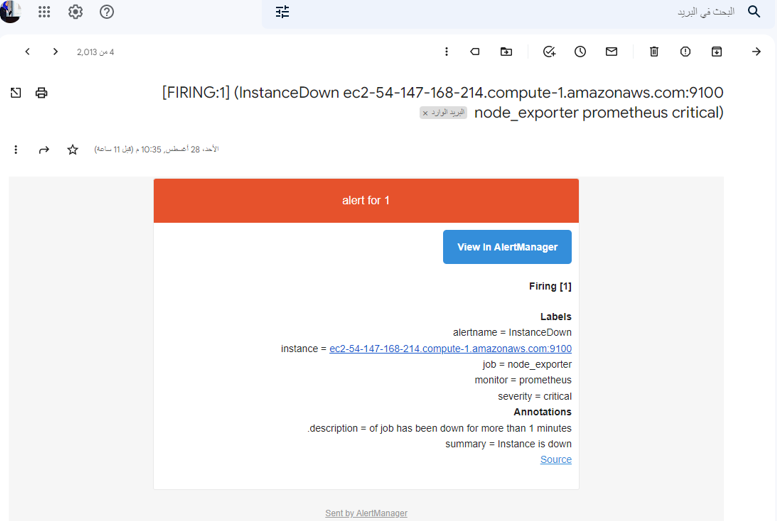 البحث في البريد
4 من 2,013
[FIRING:1] (InstanceDown ec2-54-147-168-214.compute-1.amazonaws.com:9100
node_exporter prometheus critical) البريد الوارد ×
الأحد، 28 أغسطس, 10:35 م (قبل 11 ساعة)
alert for 1
View In AlertManager
Firing [1]
Labels
alertname = InstanceDown
instance = ec2-54-147-168-214.compute-1.amazonaws.com:9100
job = node_exporter
monitor = prometheus
severity = critical
Annotations
.description = of job has been down for more than 1 minutes
summary = Instance is down
Source
Sent by AlertManager